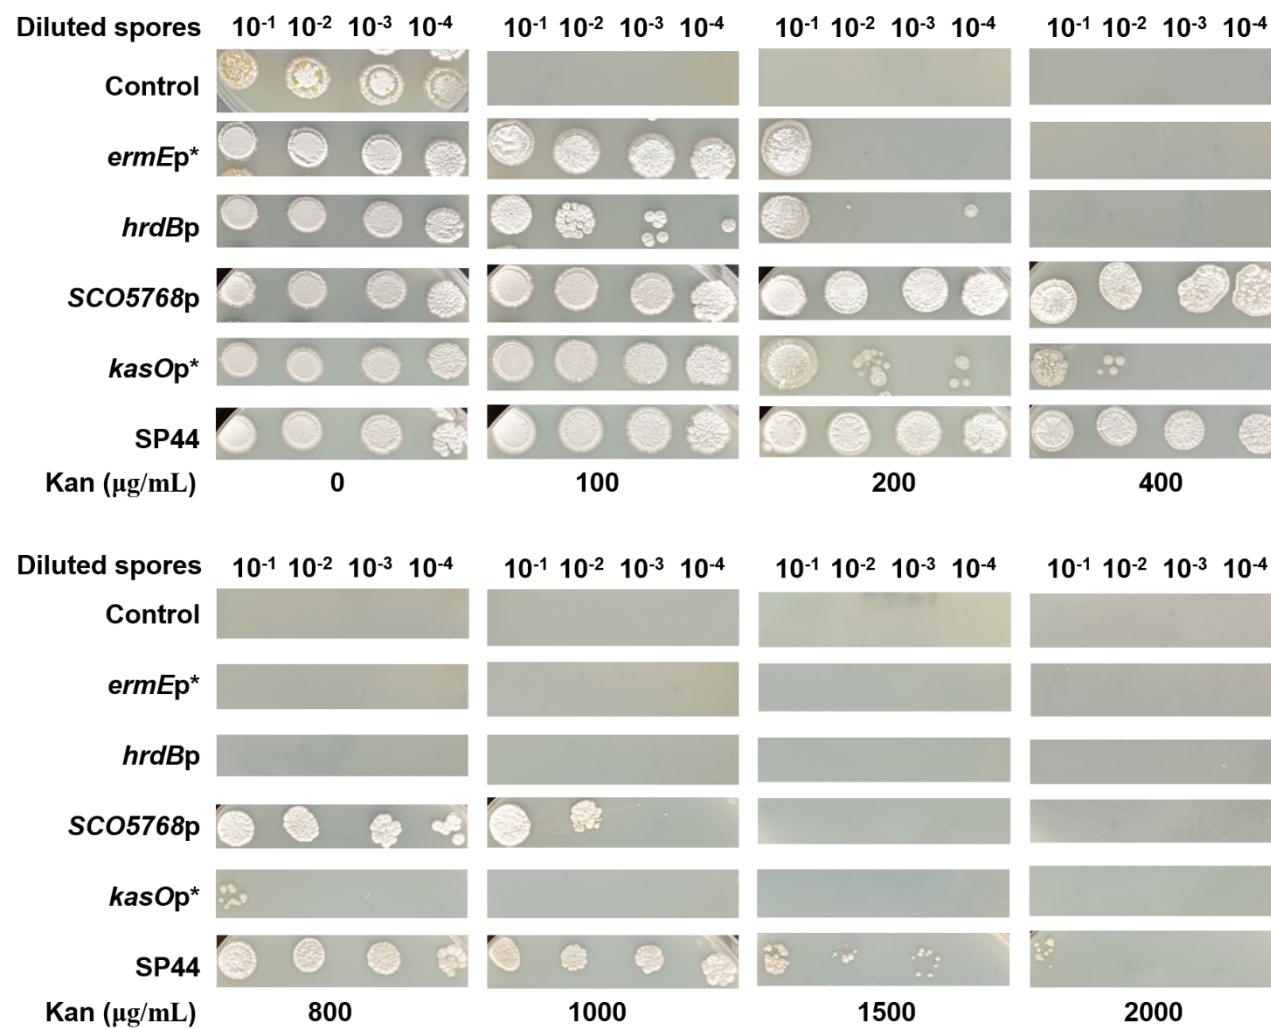 Diluted spores 10⁻¹ 10⁻² 10⁻³ 10⁻⁴ 10⁻¹ 10⁻² 10⁻³ 10⁻⁴ 10⁻¹ 10⁻² 10⁻³ 10⁻⁴ 10⁻¹ 10⁻² 10⁻³ 10⁻⁴
Control
ermEp*
hrdBp
SCO5768p
kasOp*
SP44
Kan (μg/mL) 0 100 200 400
Diluted spores 10⁻¹ 10⁻² 10⁻³ 10⁻⁴ 10⁻¹ 10⁻² 10⁻³ 10⁻⁴ 10⁻¹ 10⁻² 10⁻³ 10⁻⁴ 10⁻¹ 10⁻² 10⁻³ 10⁻⁴
Control
ermEp*
hrdBp
SCO5768p
kasOp*
SP44
Kan (μg/mL) 800 1000 1500 2000